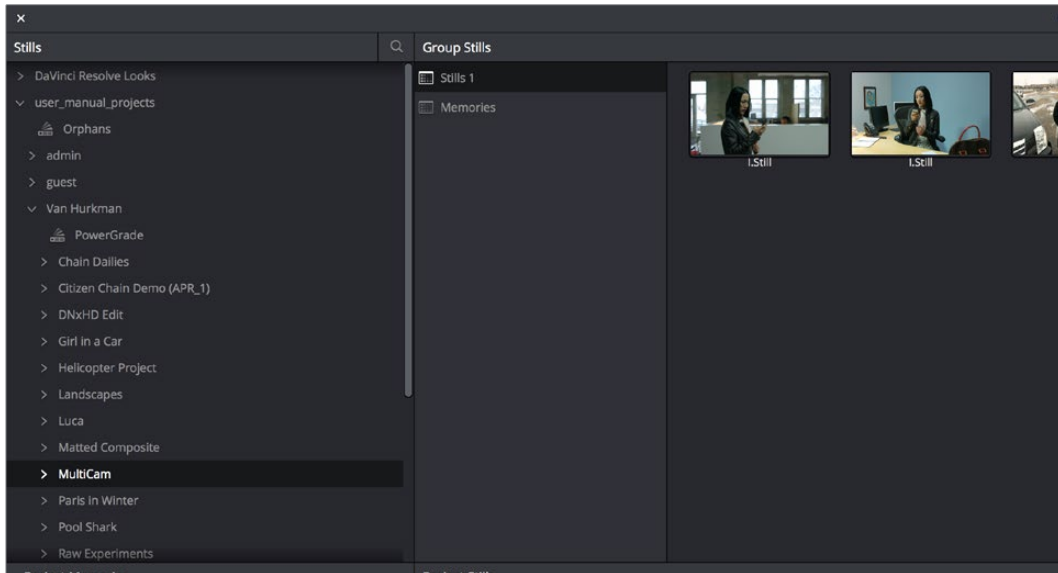 ×
Stills
Group Stills
> DaVinci Resolve Looks
user_manual_projects
Orphans
> admin
> guest
Van Hurkman
PowerGrade
> Chain Dailies
> Citizen Chain Demo (APR_1)
> DNxHD Edit
> Girl in a Car
> Helicopter Project
> Landscapes
> Luca
> Matted Composite
> MultiCam
> Paris in Winter
> Pool Shark
> Raw Experiments
Stills 1
Memories
I.Still
I.Still